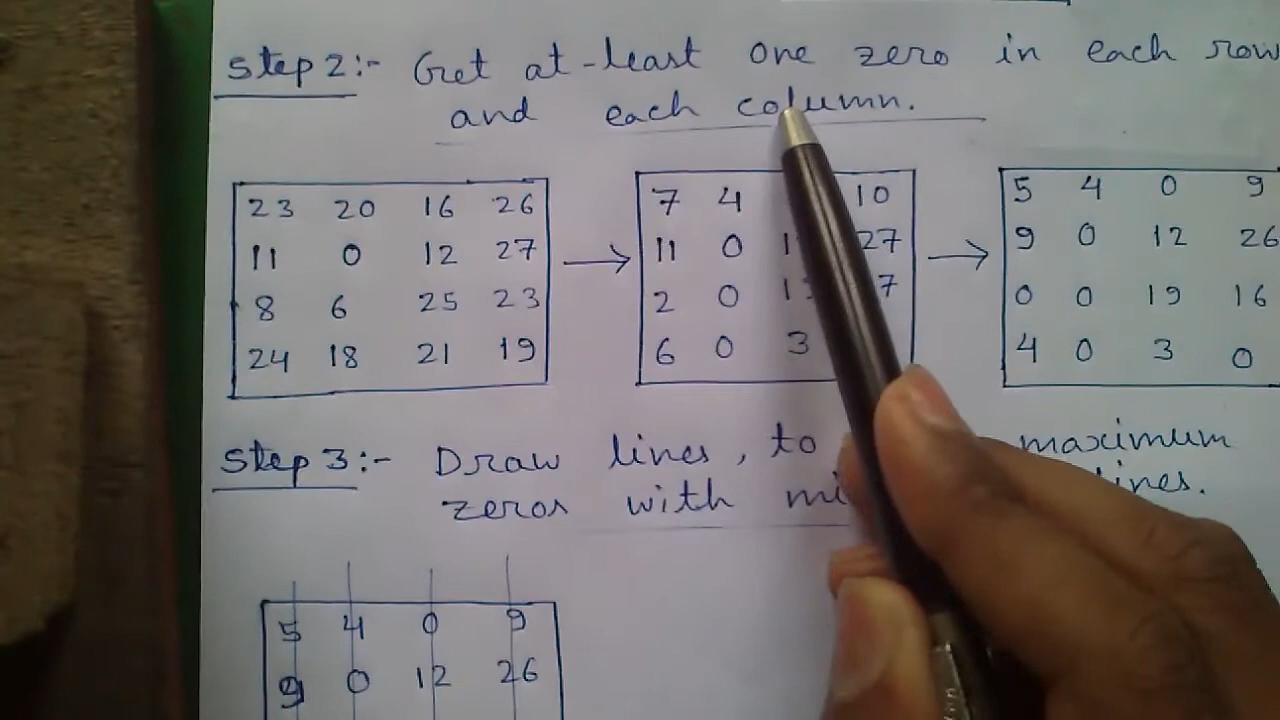 Step 2:- Get at-least one zero in each row
and each column.
23 20 16 26
11 0 12 27
8 6 25 23
24 18 21 19
7 4 10
11 0 27
2 0 7
6 0 3
5 4 0 9
9 0 12 26
0 0 19 16
4 0 3 0
Step 3:- Draw lines, to maximum
zeros with lines.
5 4 0 9
9 0 12 26